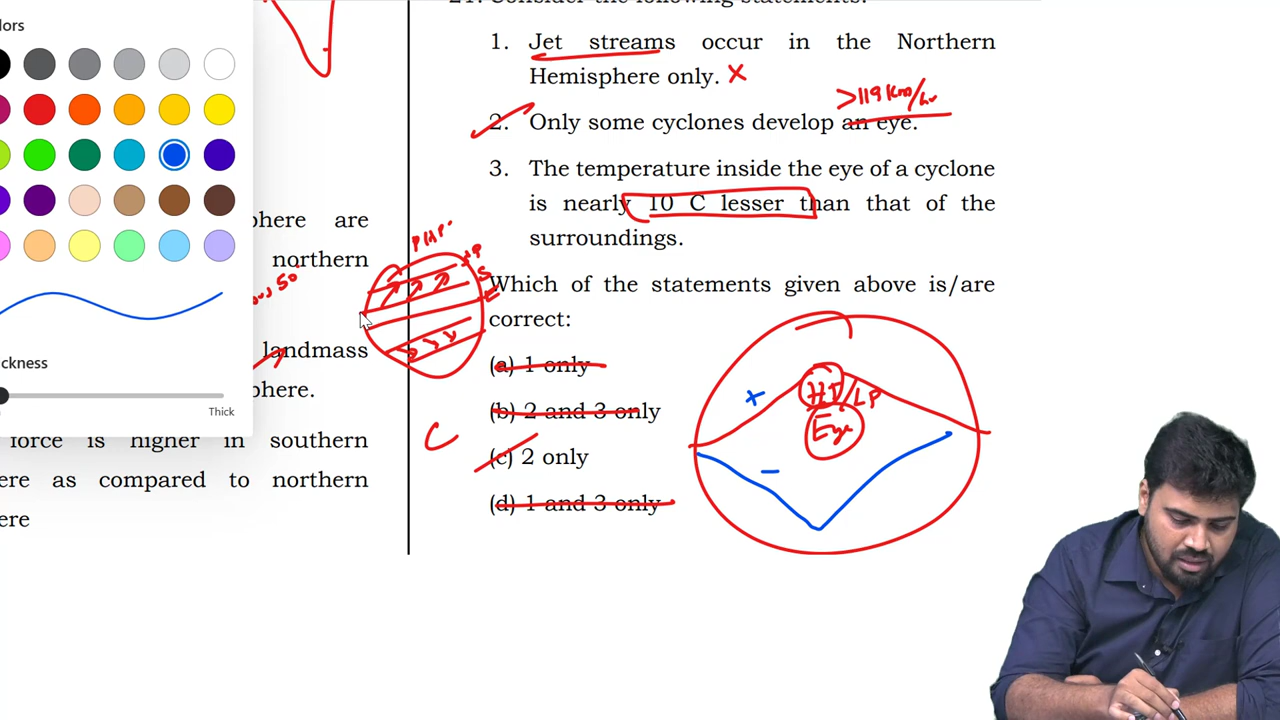 olors
ickness
Thick
phere are
northern
landmass
phere.
force is higher in southern
ere as compared to northern
ere
21. Consider the following statements:
1. Jet streams occur in the Northern
Hemisphere only. x
>119 km/hr
2. Only some cyclones develop an eye.
3. The temperature inside the eye of a cyclone
is nearly 10 C lesser than that of the
surroundings.
Which of the statements given above is/are
correct:
(a) 1 only
(b) 2 and 3 only
C
(c) 2 only
(d) 1 and 3 only
+
LP
Eye
-